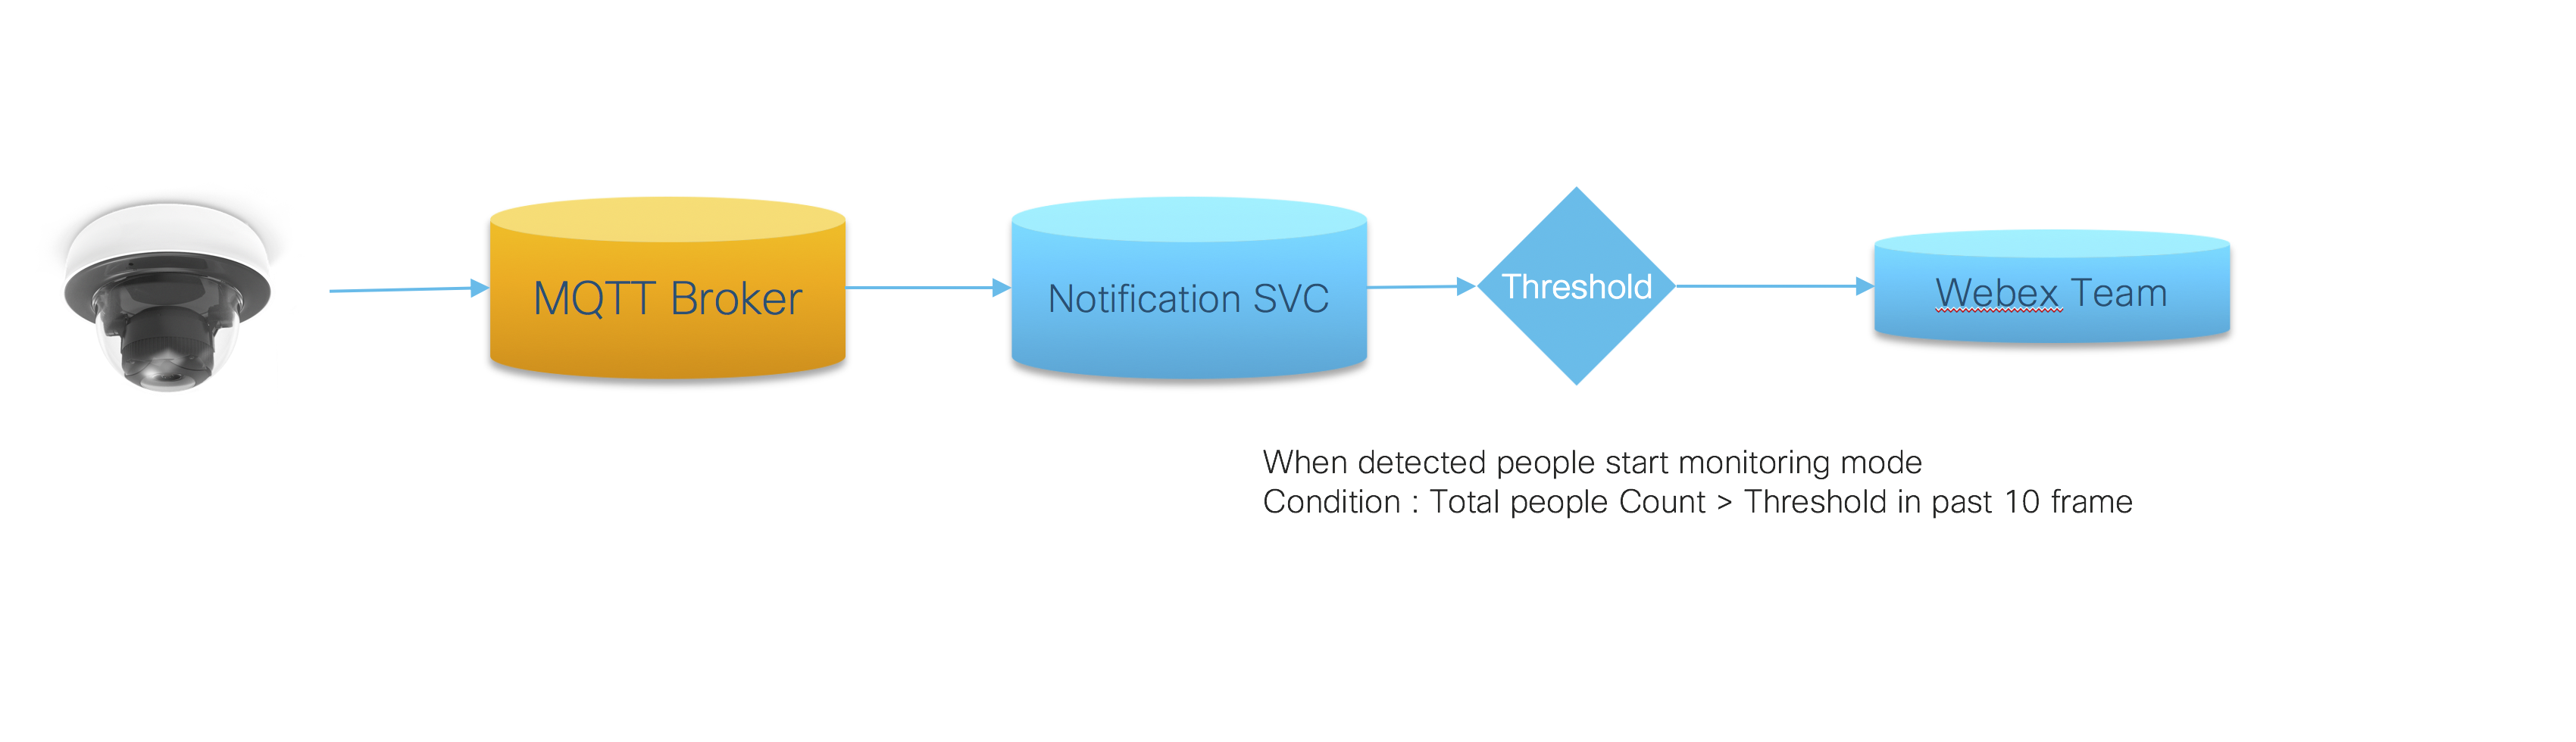 MQTT Broker
Notification SVC
Threshold
Webex Team
When detected people start monitoring mode
Condition : Total people Count > Threshold in past 10 frame